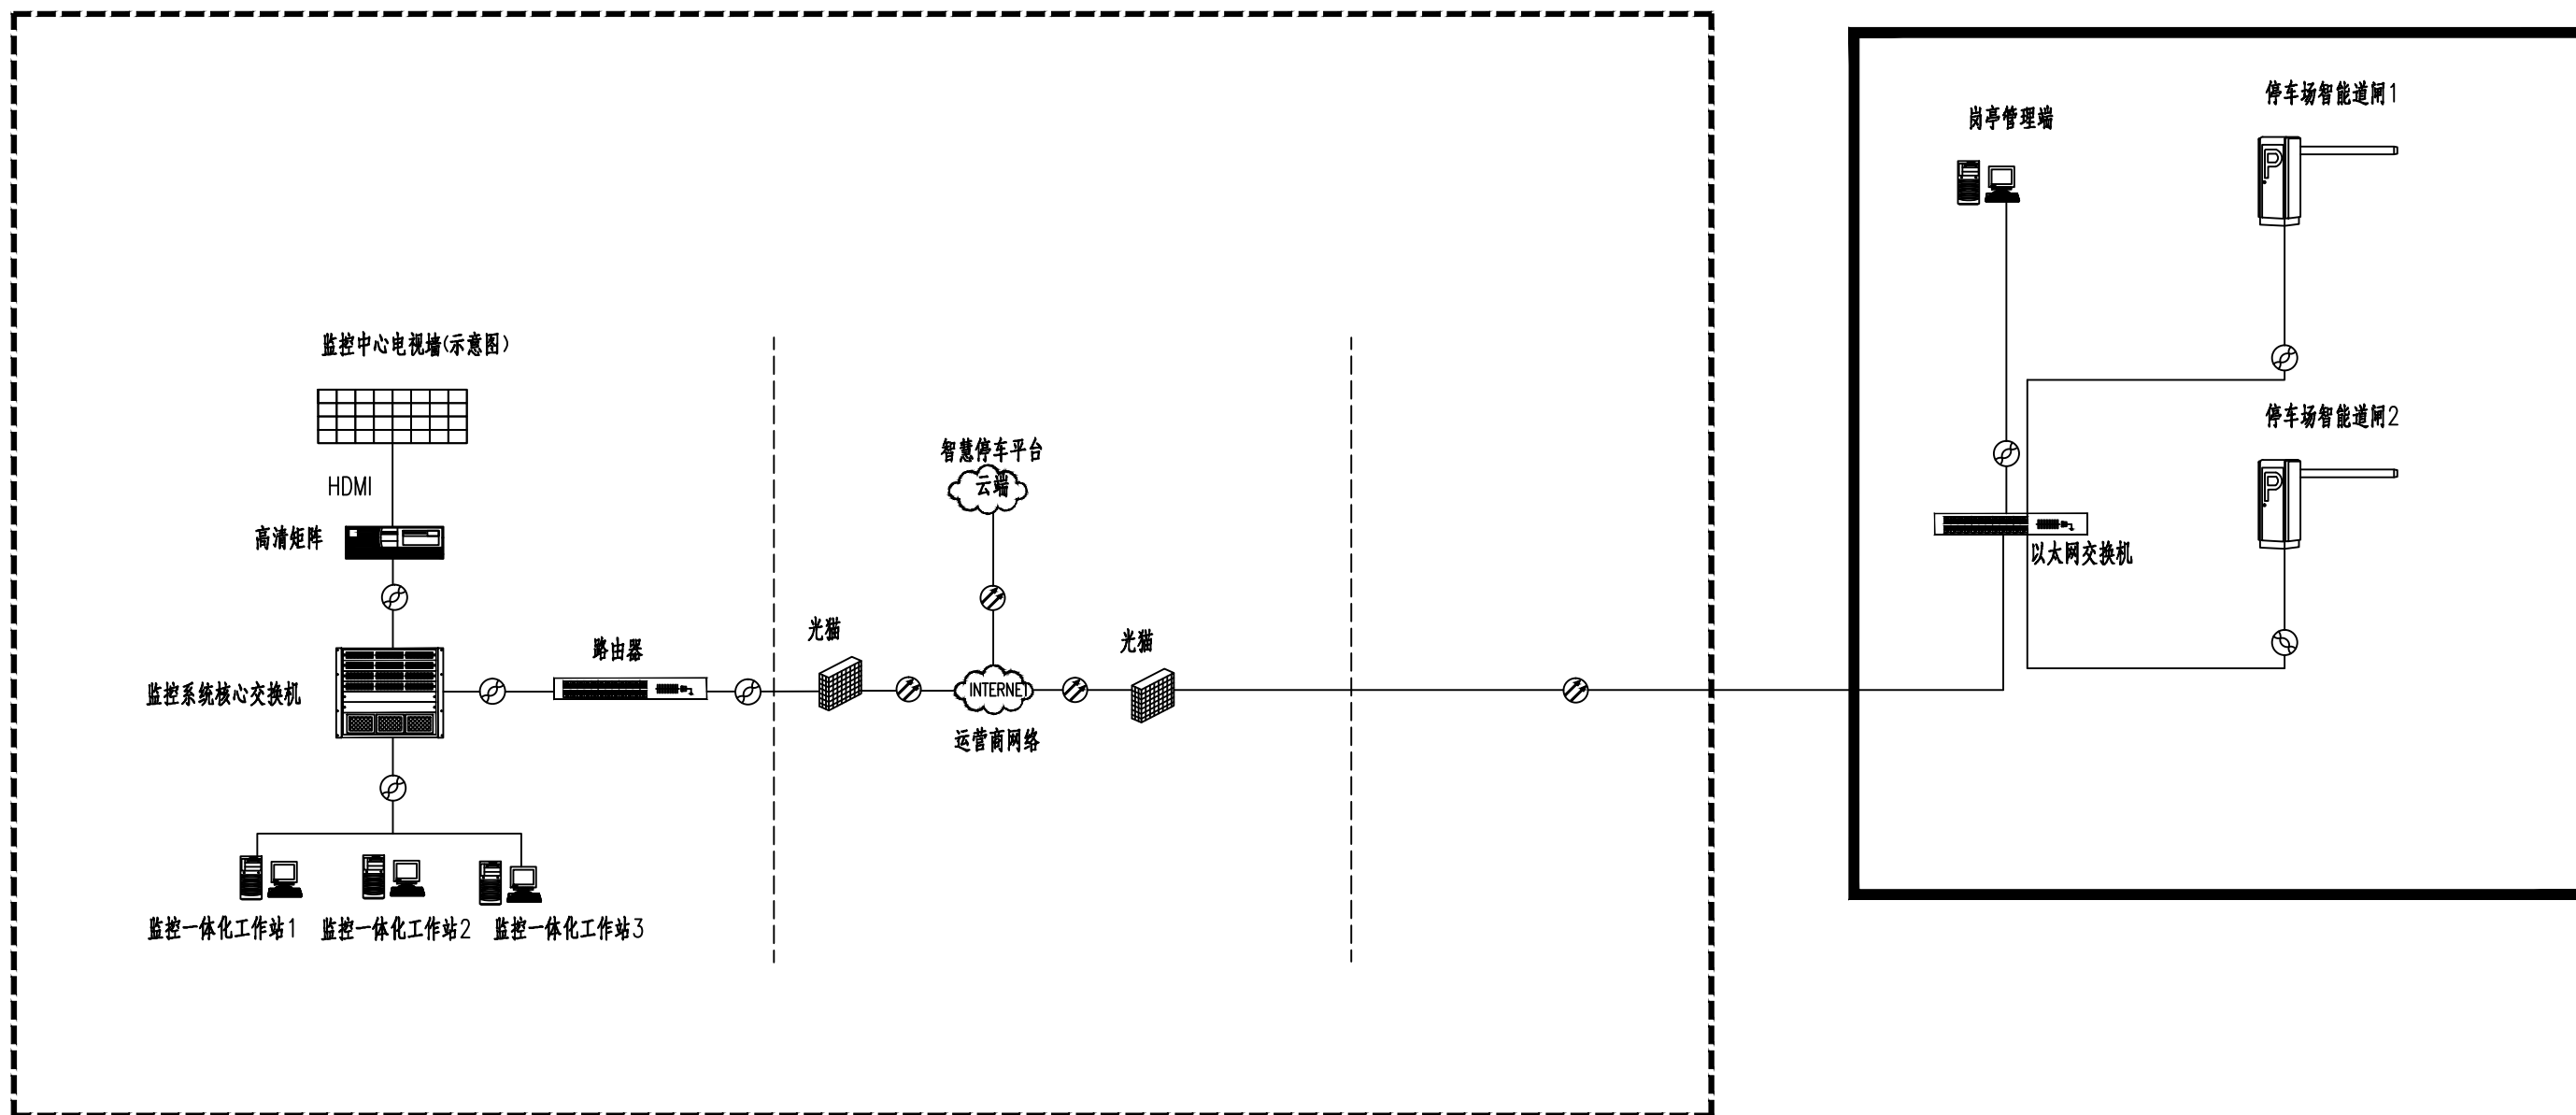 监控中心电视墙(示意图)
HDMI
高清矩阵
监控系统核心交换机
路由器
监控一体化工作站1
监控一体化工作站2
监控一体化工作站3
光猫
智慧停车平台
云端
INTERNET
运营商网络
光猫
岗亭管理端
停车场智能道闸1
停车场智能道闸2
以太网交换机